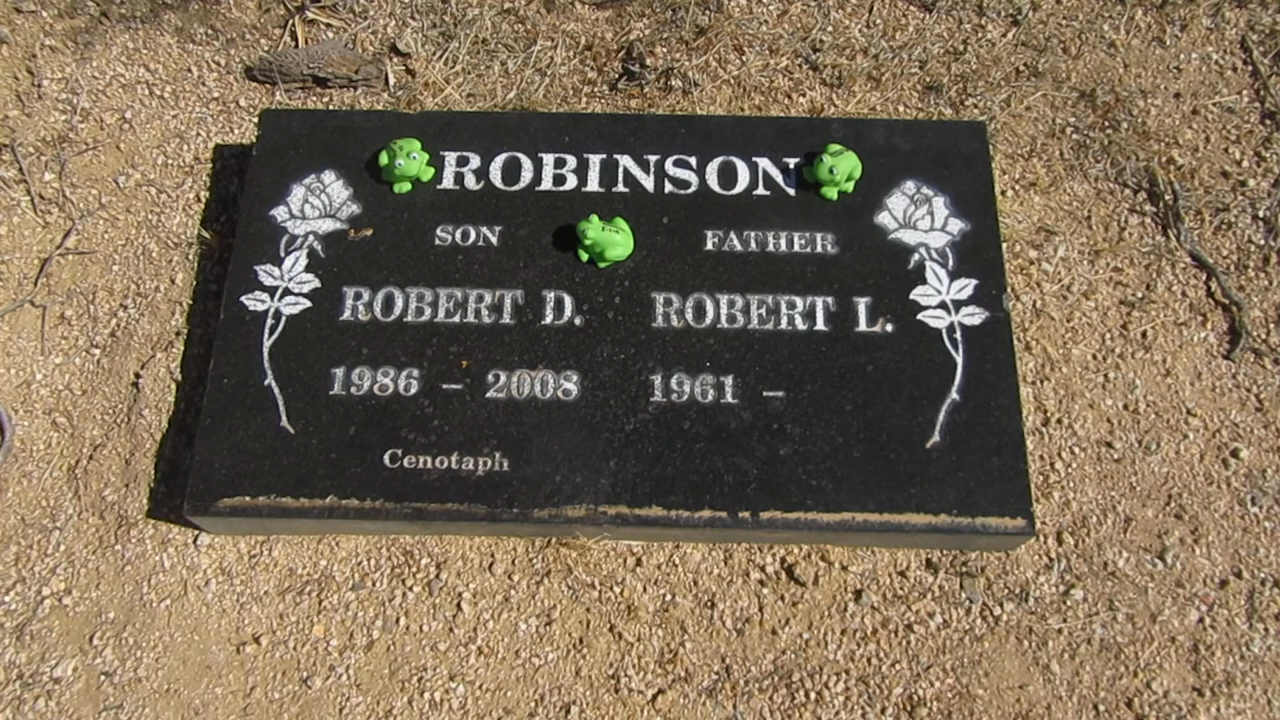 ROBINSON
SON FATHER
ROBERT D. ROBERT L.
1986 – 2008 1961 –
Cenotaph